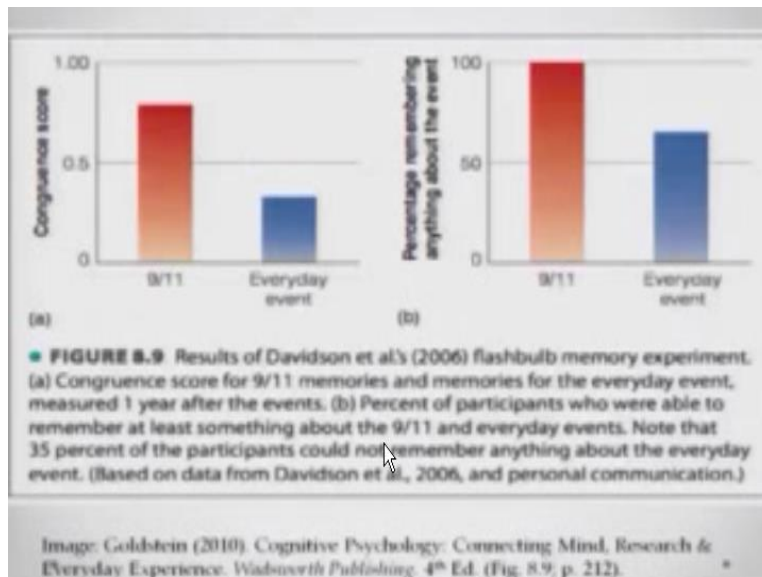 1.00
0.5
0
Congruence score
9/11
Everyday
event
(a)
100
50
0
Percentage remembering
anything about the event
9/11
Everyday
event
(b)
• FIGURE 8.9 Results of Davidson et al.'s (2006) flashbulb memory experiment.
(a) Congruence score for 9/11 memories and memories for the everyday event,
measured 1 year after the events. (b) Percent of participants who were able to
remember at least something about the 9/11 and everyday events. Note that
35 percent of the participants could not remember anything about the everyday
event. (Based on data from Davidson et al., 2006, and personal communication.)
Image: Goldstein (2010). Cognitive Psychology: Connecting Mind, Research &
Everyday Experience. Wadsworth Publishing. 4th Ed. (Fig. 8.9; p. 212).